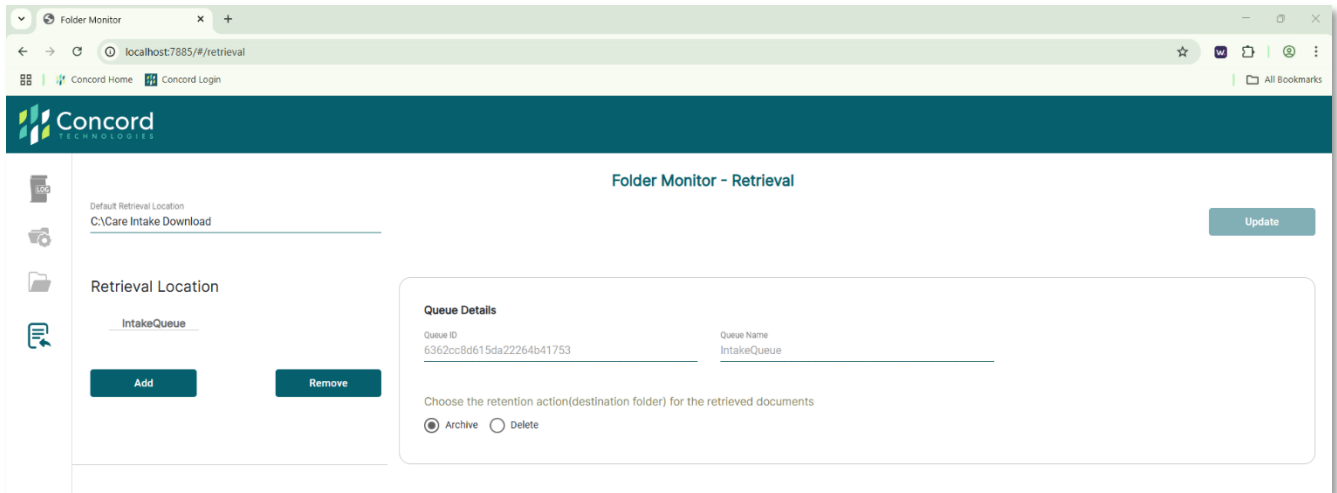 Folder Monitor
localhost:7885/#/retrieval
Concord Home Concord Login All Bookmarks
Concord
TECHNOLOGIES
LOG
Folder Monitor - Retrieval
Default Retrieval Location
C:\Care Intake Download
Update
Retrieval Location
IntakeQueue
Add Remove
Queue Details
Queue ID Queue Name
6362cc8d615da22264b41753 IntakeQueue
Choose the retention action(destination folder) for the retrieved documents
Archive Delete